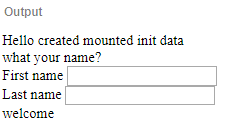 Output
Hello created mounted init data
what your name?
First name
Last name
welcome